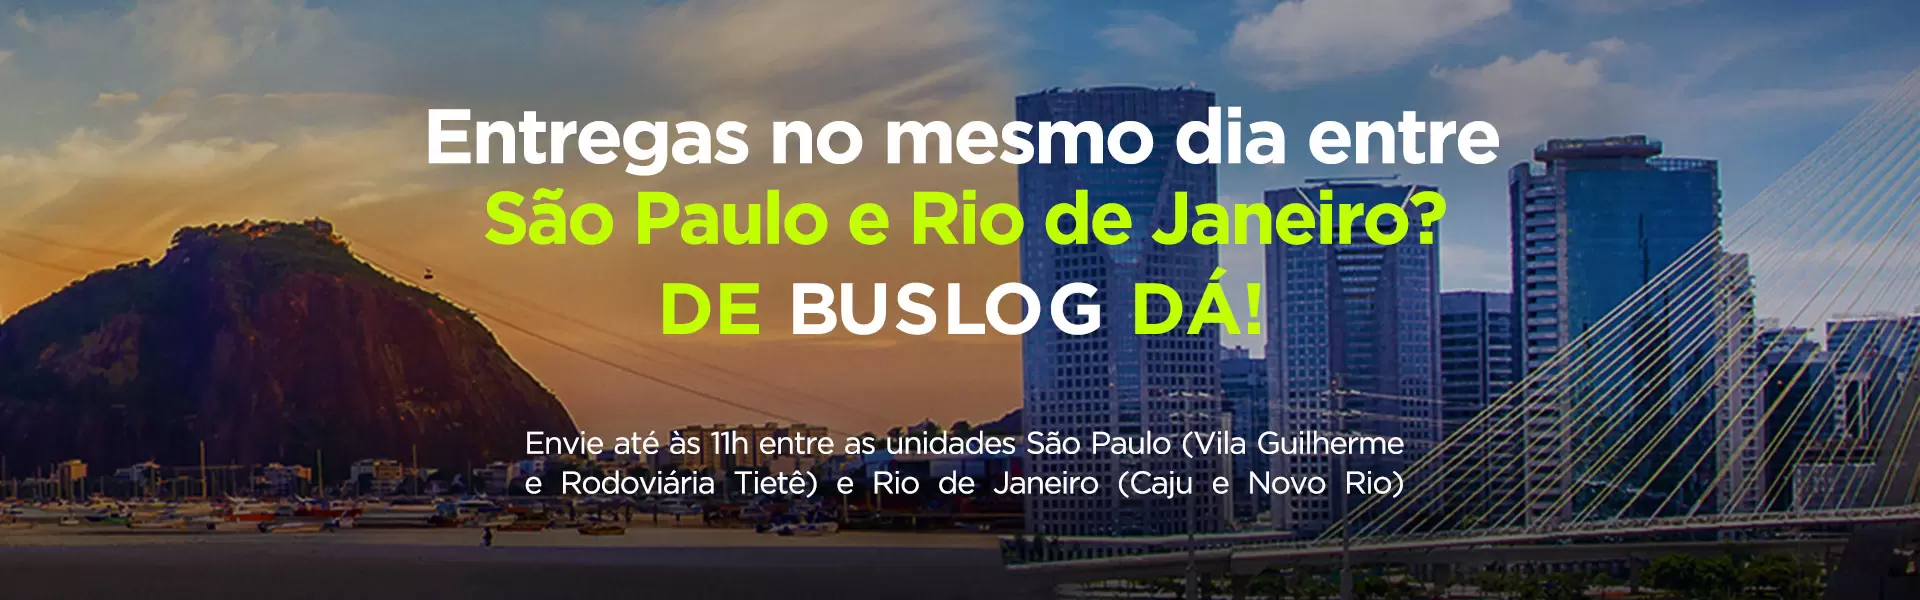 Entregas no mesmo dia entre
São Paulo e Rio de Janeiro?
DE BUSLOG DÁ!
Envie até às 11h entre as unidades São Paulo (Vila Guilherme
e Rodoviária Tietê) e Rio de Janeiro (Caju e Novo Rio)